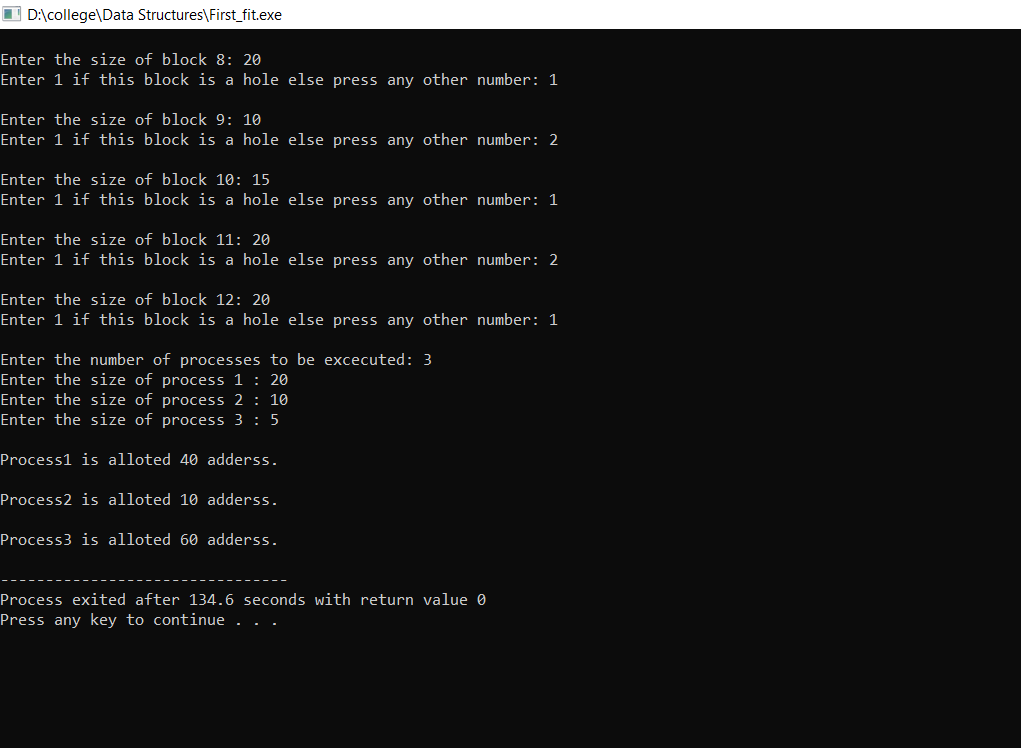 D:\college\Data Structures\First_fit.exe
Enter the size of block 8: 20
Enter 1 if this block is a hole else press any other number: 1
Enter the size of block 9: 10
Enter 1 if this block is a hole else press any other number: 2
Enter the size of block 10: 15
Enter 1 if this block is a hole else press any other number: 1
Enter the size of block 11: 20
Enter 1 if this block is a hole else press any other number: 2
Enter the size of block 12: 20
Enter 1 if this block is a hole else press any other number: 1
Enter the number of processes to be excecuted: 3
Enter the size of process 1 : 20
Enter the size of process 2 : 10
Enter the size of process 3 : 5
Process1 is alloted 40 adderss.
Process2 is alloted 10 adderss.
Process3 is alloted 60 adderss.
--------------------------------
Process exited after 134.6 seconds with return value 0
Press any key to continue . . .